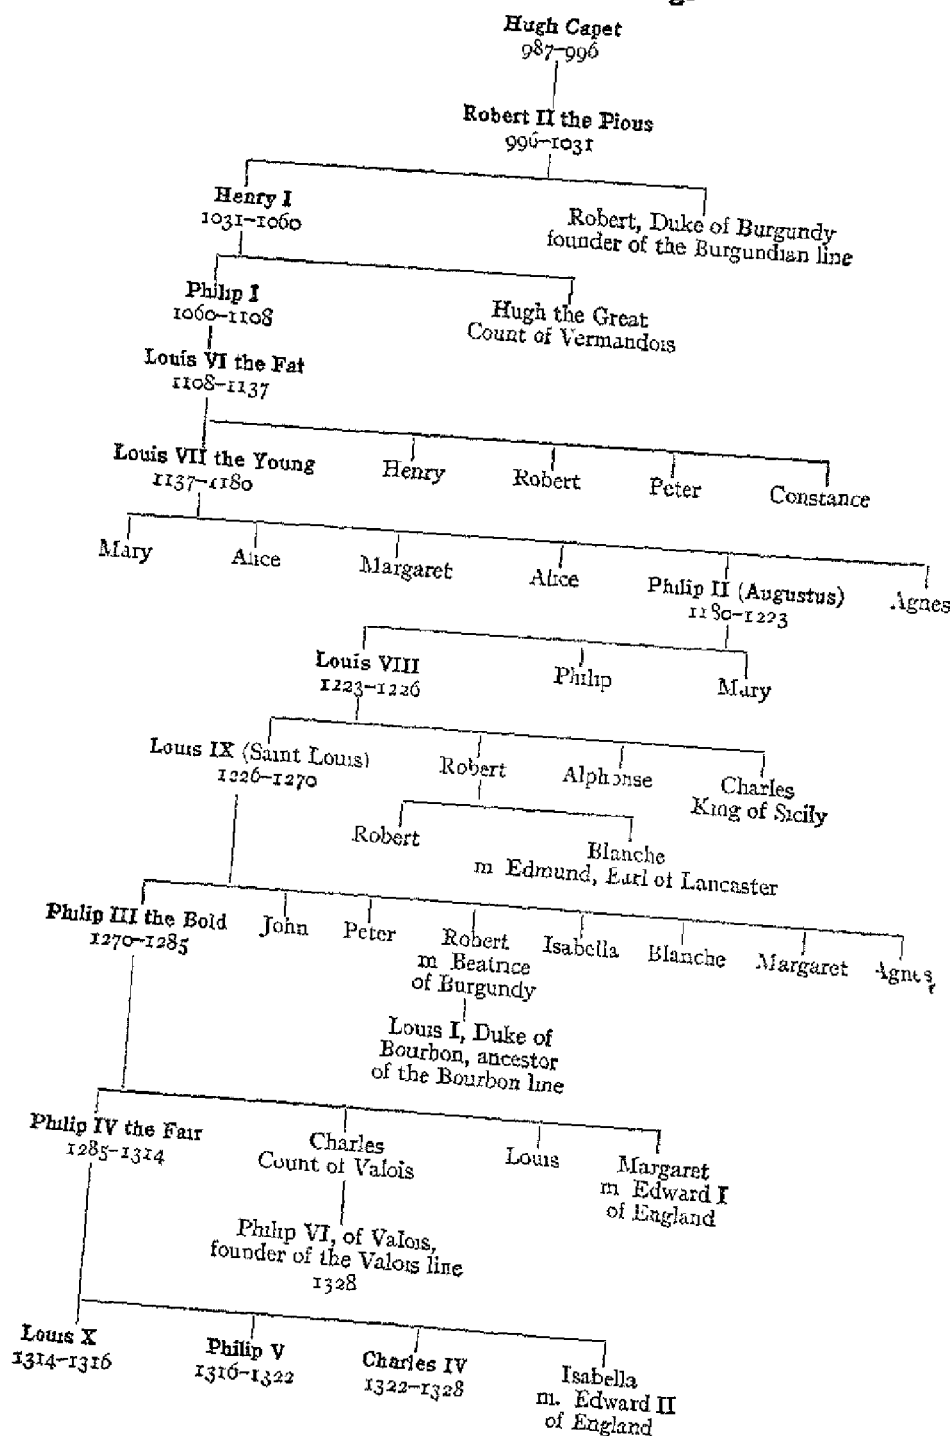 Hugh Capet
987–996
Robert II the Pious
996–1031
Henry I
1031–1060
Robert, Duke of Burgundy
founder of the Burgundian line
Philip I
1060–1108
Hugh the Great
Count of Vermandois
Louis VI the Fat
1108–1137
Louis VII the Young
1137–1180
Henry
Robert
Peter
Constance
Mary
Alice
Margaret
Alice
Philip II (Augustus)
1180–1223
Agnes
Louis VIII
1223–1226
Philip
Mary
Louis IX (Saint Louis)
1226–1270
Robert
Alphonse
Charles
King of Sicily
Robert
Blanche
m Edmund, Earl of Lancaster
Philip III the Bold
1270–1285
John
Peter
Robert
m Beatrice
of Burgundy
Isabella
Blanche
Margaret
Agnes
Louis I, Duke of
Bourbon, ancestor
of the Bourbon line
Philip IV the Fair
1285–1314
Charles
Count of Valois
Louis
Margaret
m Edward I
of England
Philip VI, of Valois,
founder of the Valois line
1328
Louis X
1314–1316
Philip V
1316–1322
Charles IV
1322–1328
Isabella
m. Edward II
of England